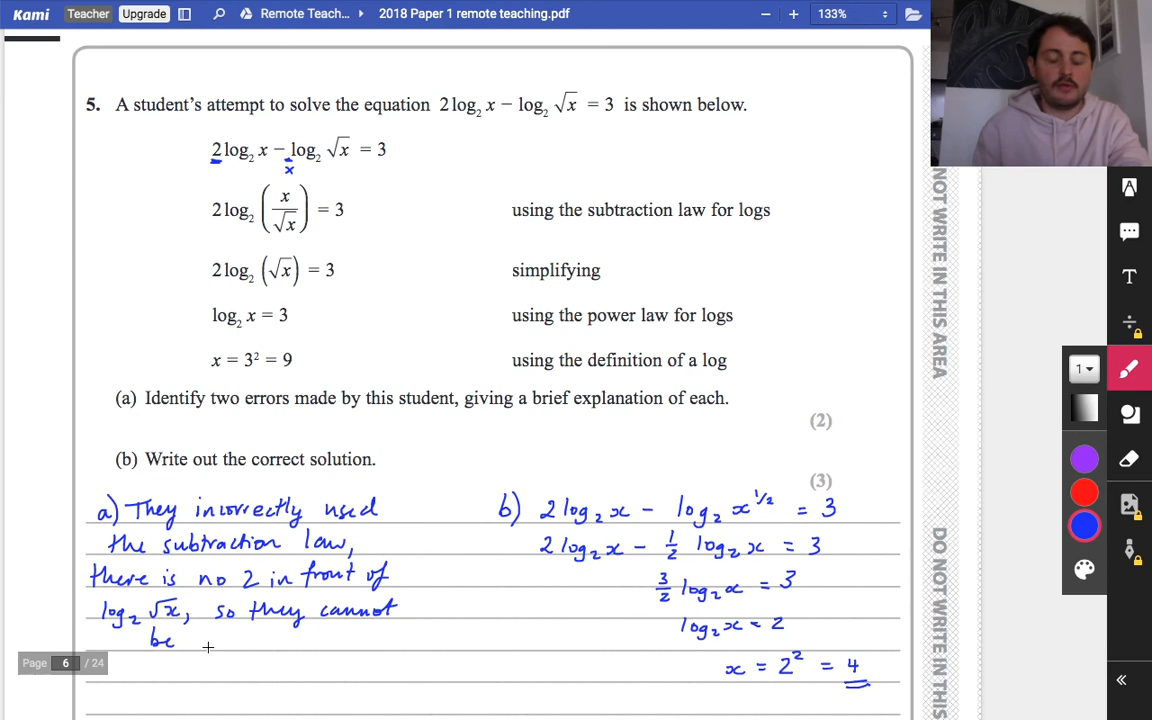 Kami Teacher Upgrade Remote Teach... 2018 Paper 1 remote teaching.pdf − + 133%
5. A student's attempt to solve the equation 2 log₂ x − log₂ √x = 3 is shown below.
2 log₂ x − log₂ √x = 3
x
2 log₂ (x/√x) = 3 using the subtraction law for logs
2 log₂ (√x) = 3 simplifying
log₂ x = 3 using the power law for logs
x = 3² = 9 using the definition of a log
(a) Identify two errors made by this student, giving a brief explanation of each.
(2)
(b) Write out the correct solution.
(3)
a) They incorrectly used
the subtraction law,
there is no 2 in front of
log₂ √x, so they cannot
be
b) 2 log₂ x − log₂ x^1/2 = 3
2 log₂ x − 1/2 log₂ x = 3
3/2 log₂ x = 3
log₂ x = 2
x = 2² = 4
NOT WRITE IN THIS AREA
DO NOT WRITE IN THIS
T
1
Page 6 / 24